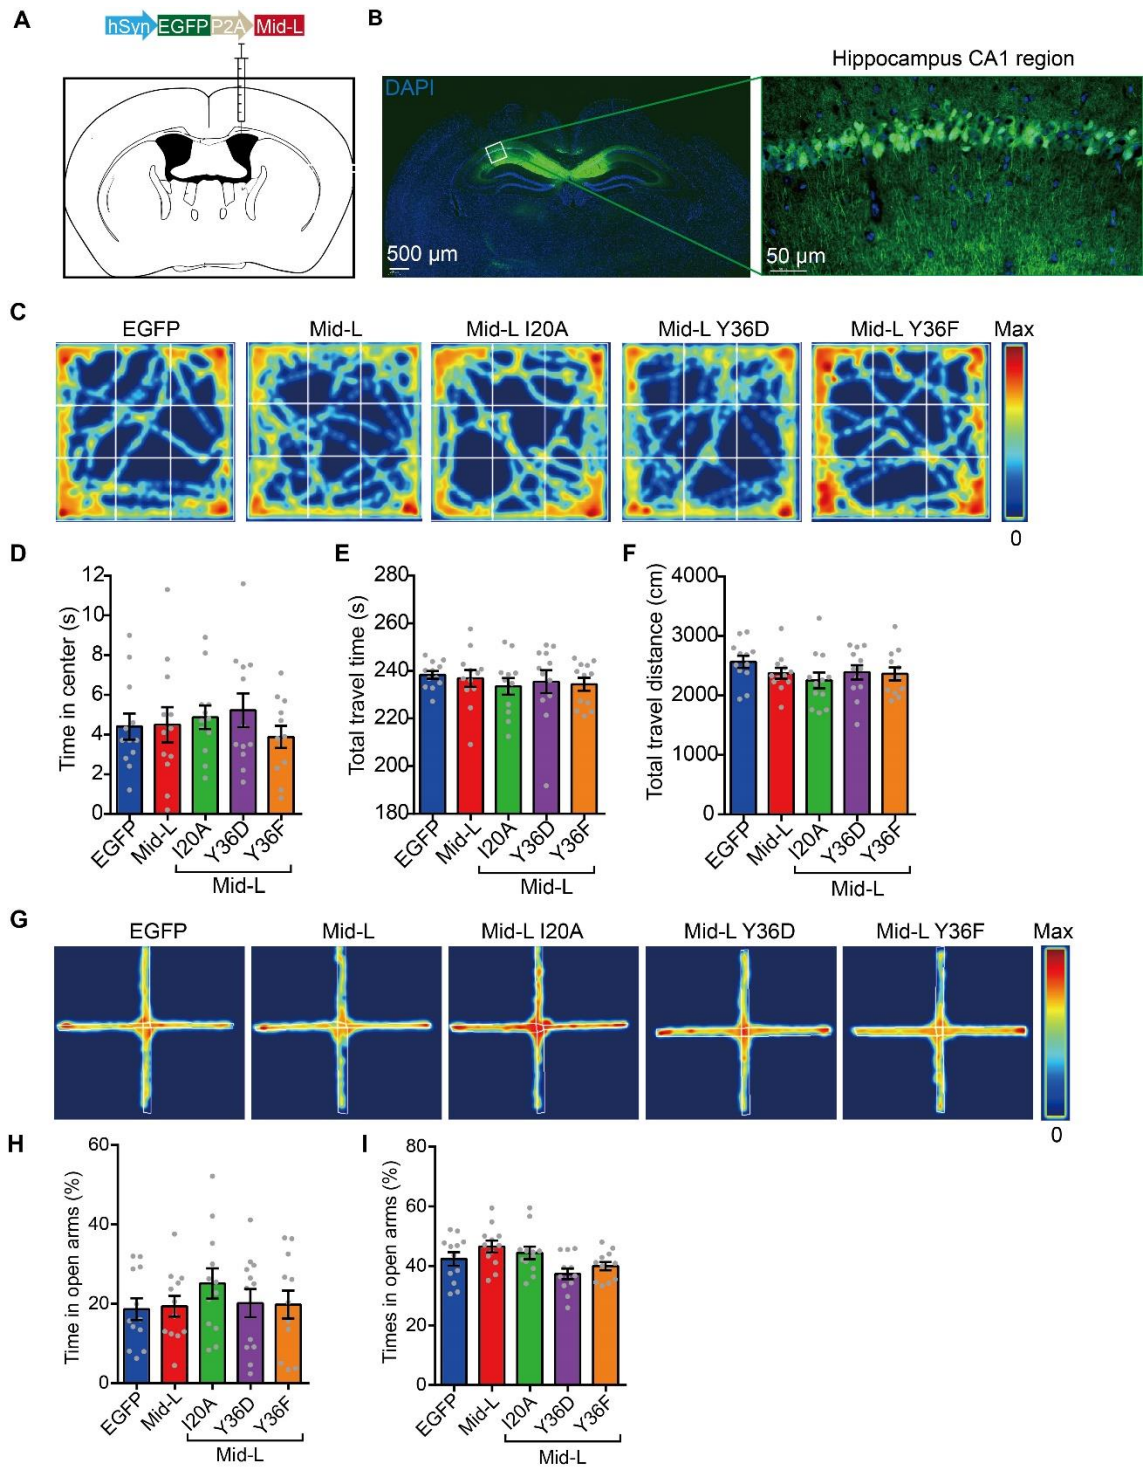 A
hSyn EGFP P2A Mid-L
B
Hippocampus CA1 region
DAPI
500 µm
50 µm
C
EGFP Mid-L Mid-L I20A Mid-L Y36D Mid-L Y36F Max
0
D
Time in center (s)
12
10
8
6
4
2
0
EGFP
Mid-L
I20A
Y36D
Y36F
Mid-L
E
Total travel time (s)
280
260
240
220
200
180
EGFP
Mid-L
I20A
Y36D
Y36F
Mid-L
F
Total travel distance (cm)
4000
3000
2000
1000
0
EGFP
Mid-L
I20A
Y36D
Y36F
Mid-L
G
EGFP Mid-L Mid-L I20A Mid-L Y36D Mid-L Y36F Max
0
H
Time in open arms (%)
60
40
20
0
EGFP
Mid-L
I20A
Y36D
Y36F
Mid-L
I
Times in open arms (%)
80
60
40
20
0
EGFP
Mid-L
I20A
Y36D
Y36F
Mid-L